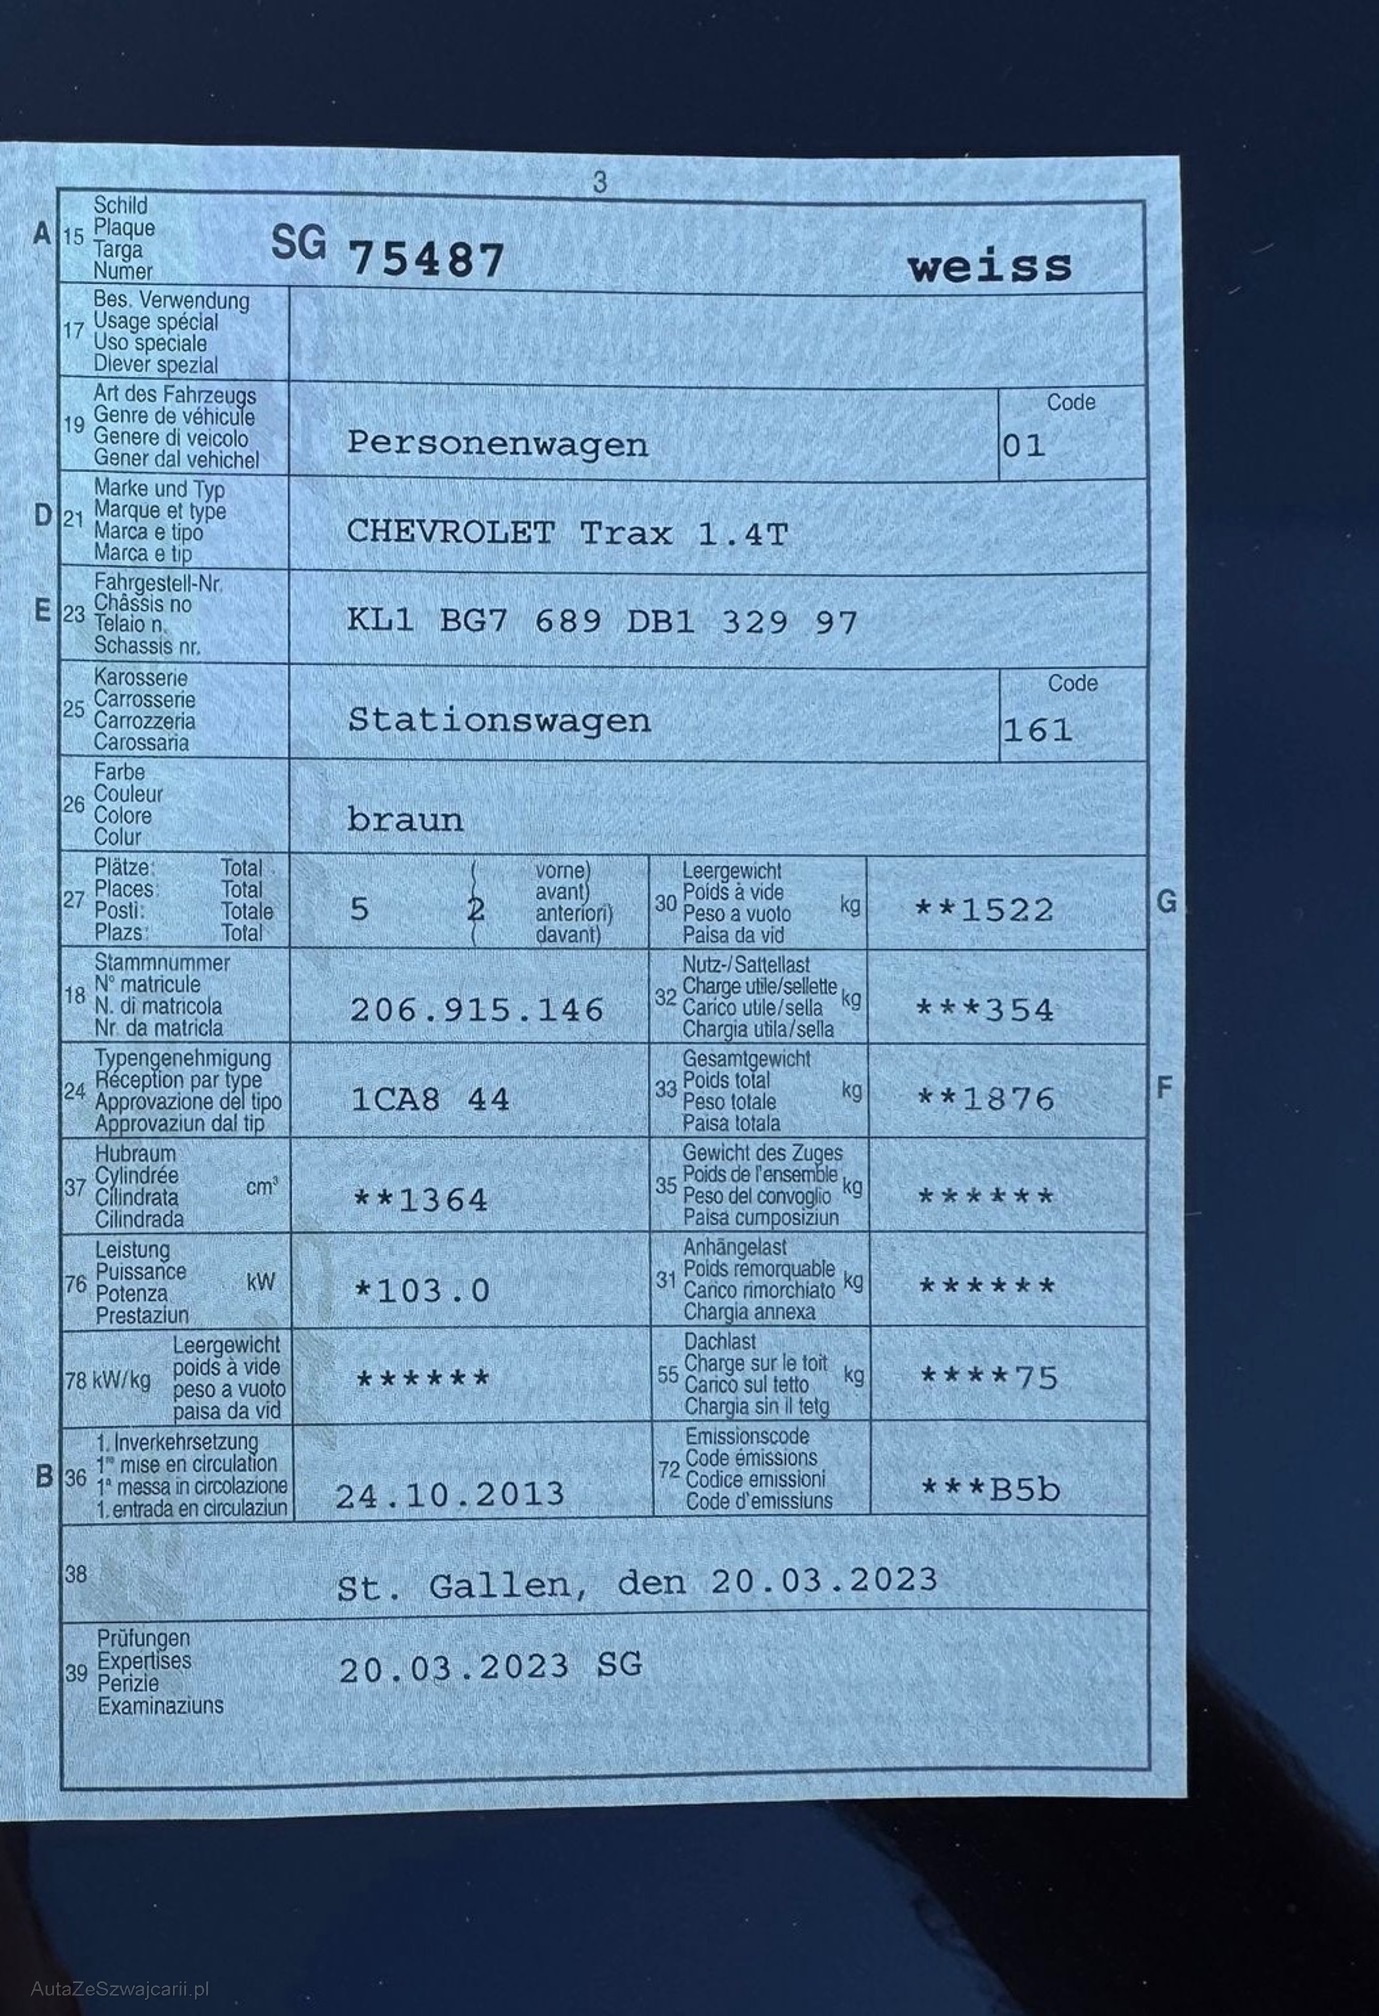 3
A 15 Schild
Plaque
Targa
Numer
SG 75487 weiss
17 Bes. Verwendung
Usage spécial
Uso speciale
Diever spezial
19 Art des Fahrzeugs
Genre de véhicule
Genere di veicolo
Gener dal vehichel
Personenwagen
Code
01
D 21 Marke und Typ
Marque et type
Marca e tipo
Marca e tip
CHEVROLET Trax 1.4T
E 23 Fahrgestell-Nr.
Châssis no
Telaio n.
Schassis nr.
KL1 BG7 689 DB1 329 97
25 Karosserie
Carrosserie
Carrozzeria
Carossaria
Stationswagen
Code
161
26 Farbe
Couleur
Colore
Colur
braun
27 Plätze: Total
Places: Total
Posti: Totale
Plazs: Total
5 ( 2 vorne)
avant)
anteriori)
( davant)
30 Leergewicht
Poids à vide
Peso a vuoto kg
Paisa da vid
**1522 G
18 Stammnummer
N° matricule
N. di matricola
Nr. da matricla
206.915.146
32 Nutz-/Sattellast
Charge utile/sellette
Carico utile/sella kg
Chargia utila/sella
***354
24 Typengenehmigung
Réception par type
Approvazione del tipo
Approvaziun dal tip
1CA8 44
33 Gesamtgewicht
Poids total
Peso totale kg
Paisa totala
**1876 F
37 Hubraum
Cylindrée
Cilindrata cm³
Cilindrada
**1364
35 Gewicht des Zuges
Poids de l'ensemble
Peso del convoglio kg
Paisa cumposiziun
******
76 Leistung
Puissance
Potenza kW
Prestaziun
*103.0
31 Anhängelast
Poids remorquable
Carico rimorchiato kg
Chargia annexa
******
78 kW/kg Leergewicht
poids à vide
peso a vuoto
paisa da vid
******
55 Dachlast
Charge sur le toit
Carico sul tetto kg
Chargia sin il tetg
****75
B 36 1. Inverkehrsetzung
1re mise en circulation
1a messa in circolazione
1. entrada en circulaziun
24.10.2013
72 Emissionscode
Code émissions
Codice emissioni
Code d'emissiuns
***B5b
38 St. Gallen, den 20.03.2023
39 Prüfungen
Expertises
Perizie
Examinaziuns
20.03.2023 SG
AutaZeSzwajcarii.pl